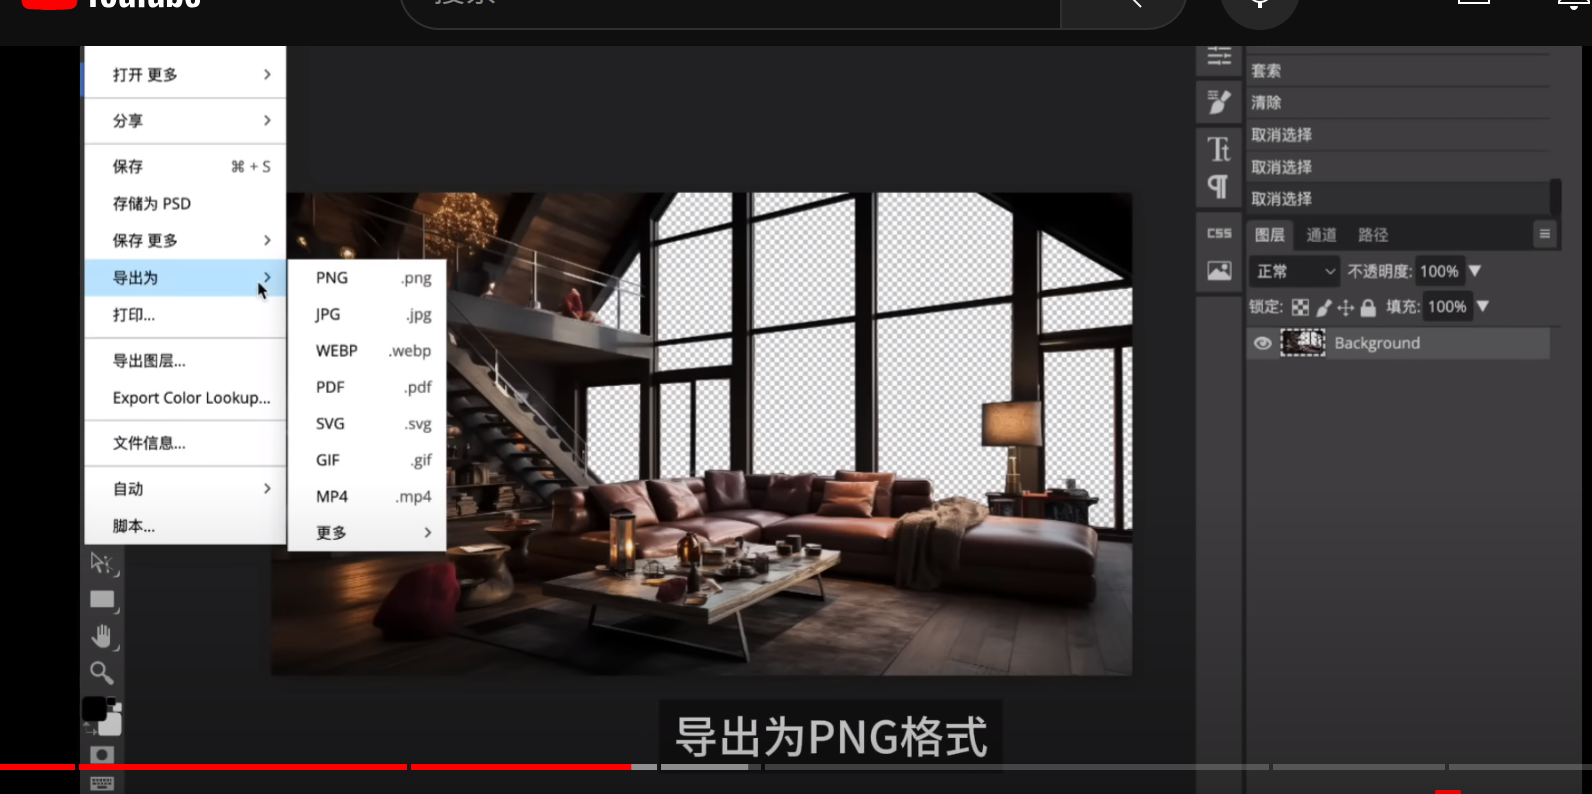 YouTube
搜索
打开 更多
分享
保存 ⌘ + S
存储为 PSD
保存 更多
导出为
打印...
导出图层...
Export Color Lookup...
文件信息...
自动
脚本...
PNG .png
JPG .jpg
WEBP .webp
PDF .pdf
SVG .svg
GIF .gif
MP4 .mp4
更多
套索
清除
取消选择
取消选择
取消选择
CSS
图层 通道 路径
正常 不透明度: 100%
锁定: 填充: 100%
Background
导出为PNG格式